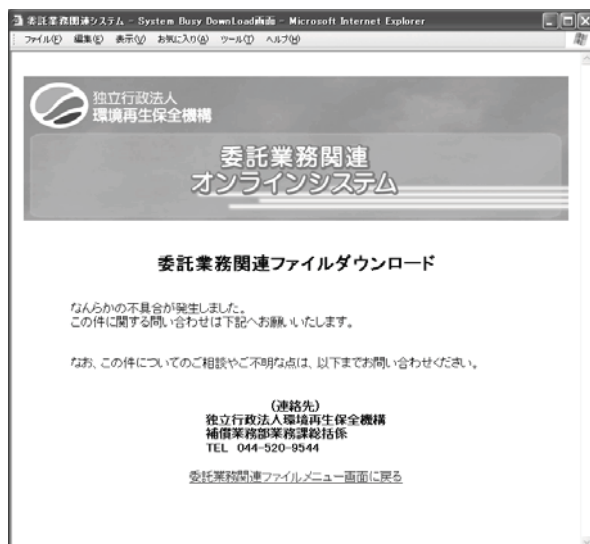 委託業務関連システム - System Busy DownLoad画面 - Microsoft Internet Explorer
ファイル(F) 編集(E) 表示(V) お気に入り(A) ツール(T) ヘルプ(H)
独立行政法人
環境再生保全機構
委託業務関連
オンラインシステム
委託業務関連ファイルダウンロード
なんらかの不具合が発生しました。
この件に関する問い合わせは下記へお願いいたします。
なお、この件についてのご相談やご不明な点は、以下までお問い合わせください。
(連絡先)
独立行政法人環境再生保全機構
補償業務部業務課総括係
TEL 044-520-9544
委託業務関連ファイルメニュー画面に戻る